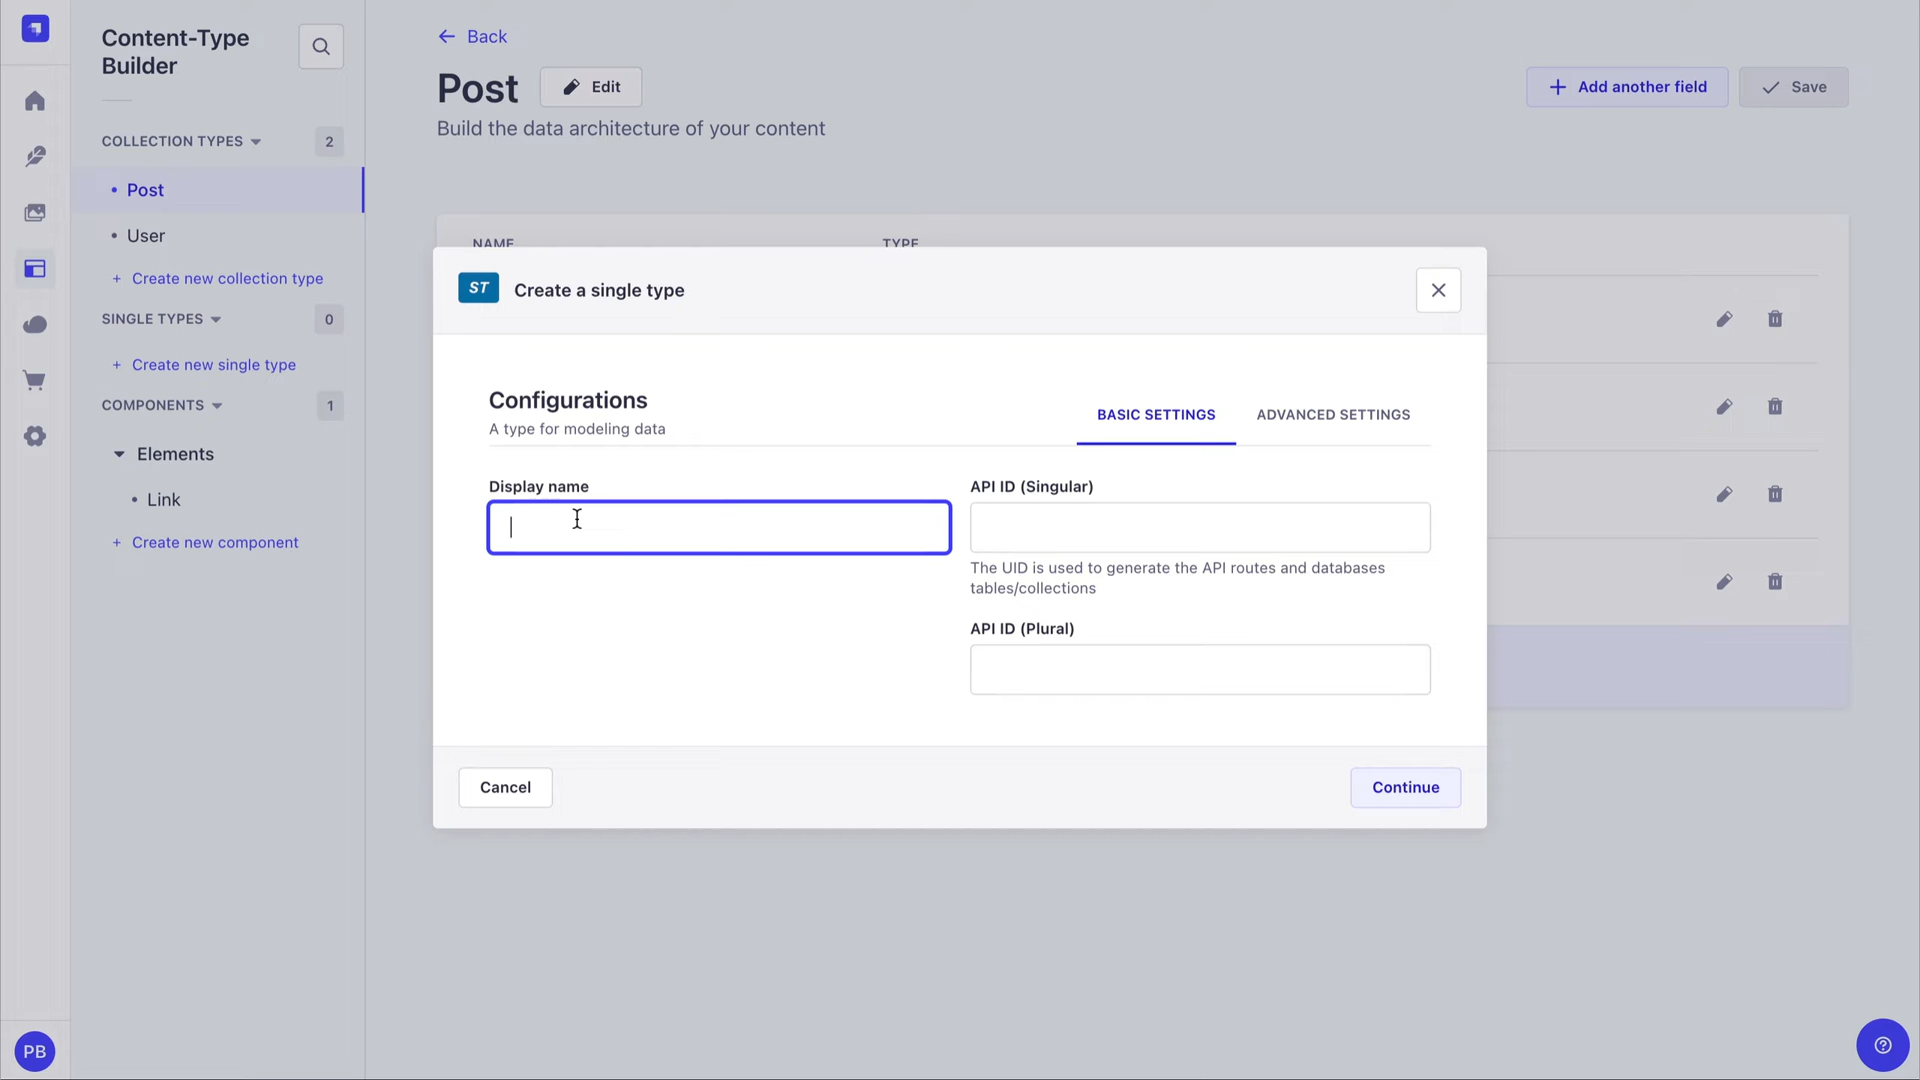 Content-Type
Builder
COLLECTION TYPES
2
Post
User
+ Create new collection type
SINGLE TYPES
0
+ Create new single type
COMPONENTS
1
Elements
Link
+ Create new component
PB
Back
Post
Edit
Build the data architecture of your content
Add another field
Save
NAME
TYPE
ST
Create a single type
Configurations
A type for modeling data
BASIC SETTINGS
ADVANCED SETTINGS
Display name
API ID (Singular)
The UID is used to generate the API routes and databases
tables/collections
API ID (Plural)
Cancel
Continue